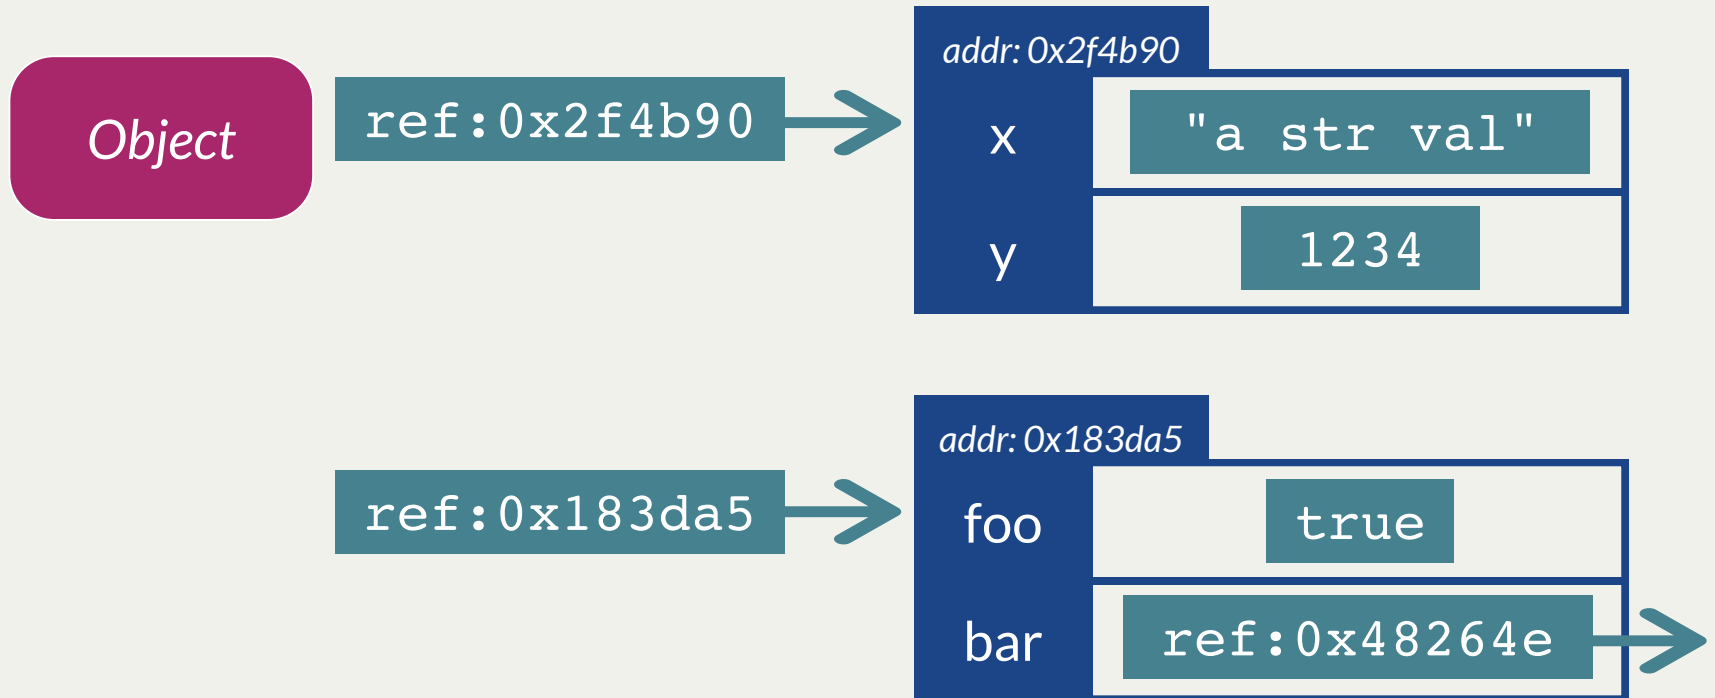 Object
ref:0x2f4b90
addr: 0x2f4b90
x
"a str val"
y
1234
ref:0x183da5
addr: 0x183da5
foo
true
bar
ref:0x48264e